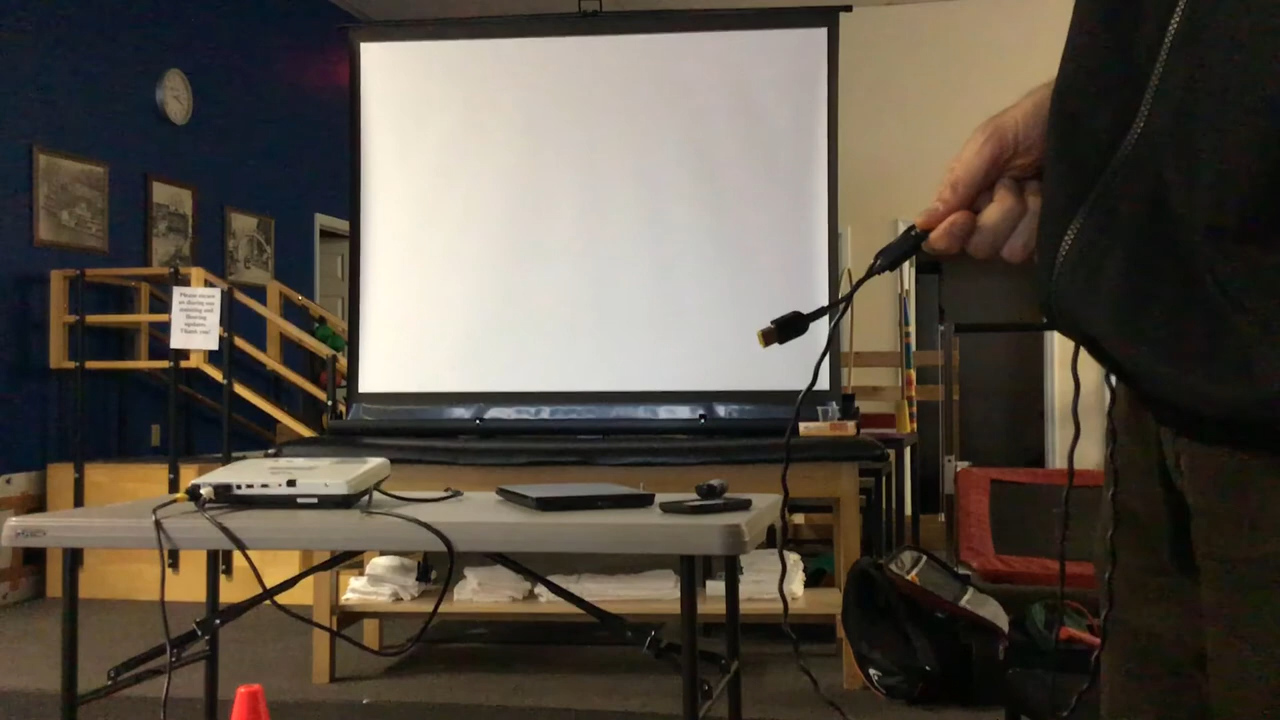 Please excuse
us during our
painting and
flooring
updates.
Thank you!